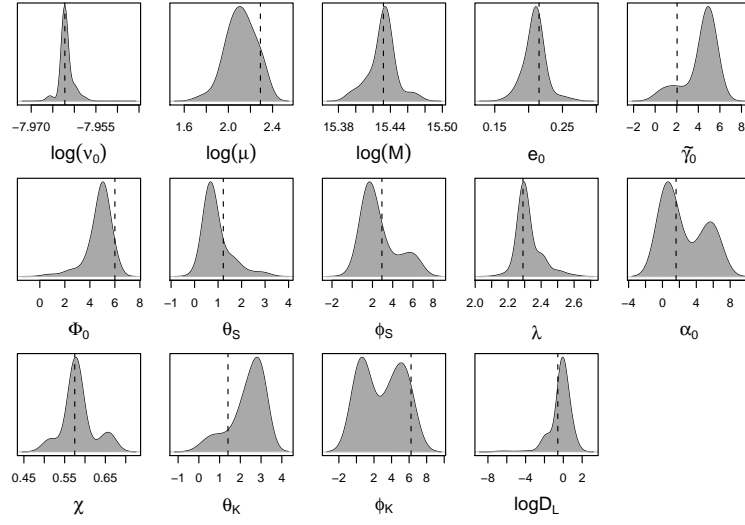 −7.970 −7.955 1.6 2.0 2.4 15.38 15.44 15.50 0.15 0.25 −2 0 2 4 6 8
log(ν₀) log(μ) log(M) e₀ γ̃₀
0 2 4 6 8 −1 0 1 2 3 4 −2 2 4 6 8 2.0 2.2 2.4 2.6 −4 0 2 4 6 8
Φ₀ θ_S ϕ_S λ α₀
0.45 0.55 0.65 −1 0 1 2 3 4 −2 2 4 6 8 −8 −4 0 2
χ θ_K ϕ_K logD_L